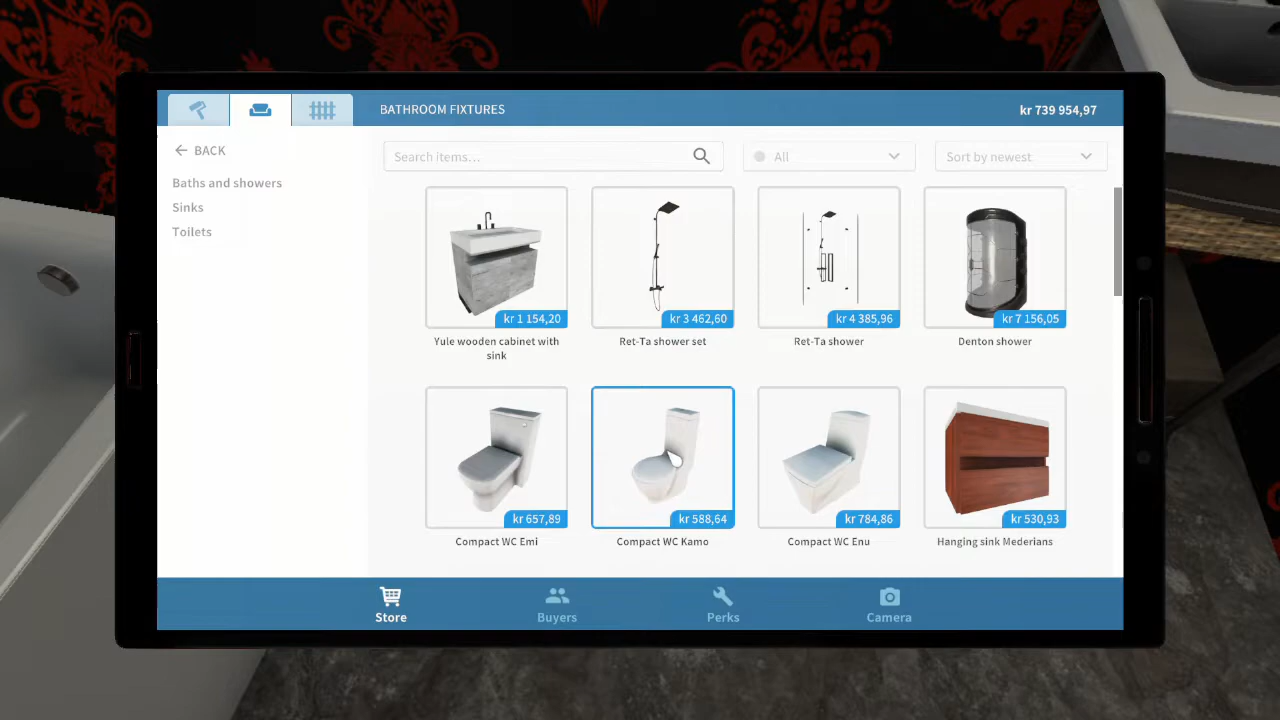 BATHROOM FIXTURES
kr 739 954,97
BACK
Search items...
All
Sort by newest
Baths and showers
Sinks
Toilets
kr 1 154,20
kr 3 462,60
kr 4 385,96
kr 7 156,05
Yule wooden cabinet with
sink
Ret-Ta shower set
Ret-Ta shower
Denton shower
kr 657,89
kr 588,64
kr 784,86
kr 530,93
Compact WC Emi
Compact WC Kamo
Compact WC Enu
Hanging sink Mederians
Store
Buyers
Perks
Camera